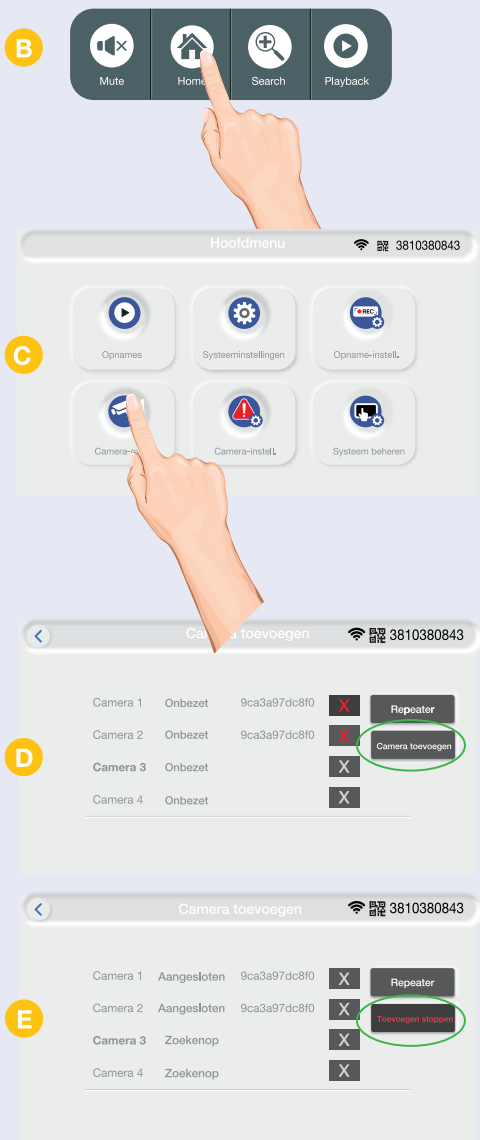 B
Mute Home Search Playback
Hoofdmenu 3810380843
C
Opnames Systeeminstellingen Opname-instell.
REC
Camera-instell. Systeem beheren
Camera toevoegen 3810380843
D
Camera 1 Onbezet 9ca3a97dc8f0 X Repeater
Camera 2 Onbezet 9ca3a97dc8f0 X Camera toevoegen
Camera 3 Onbezet X
Camera 4 Onbezet X
Camera toevoegen 3810380843
E
Camera 1 Aangesloten 9ca3a97dc8f0 X Repeater
Camera 2 Aangesloten 9ca3a97dc8f0 X Toevoegen stoppen
Camera 3 Zoekenop X
Camera 4 Zoekenop X